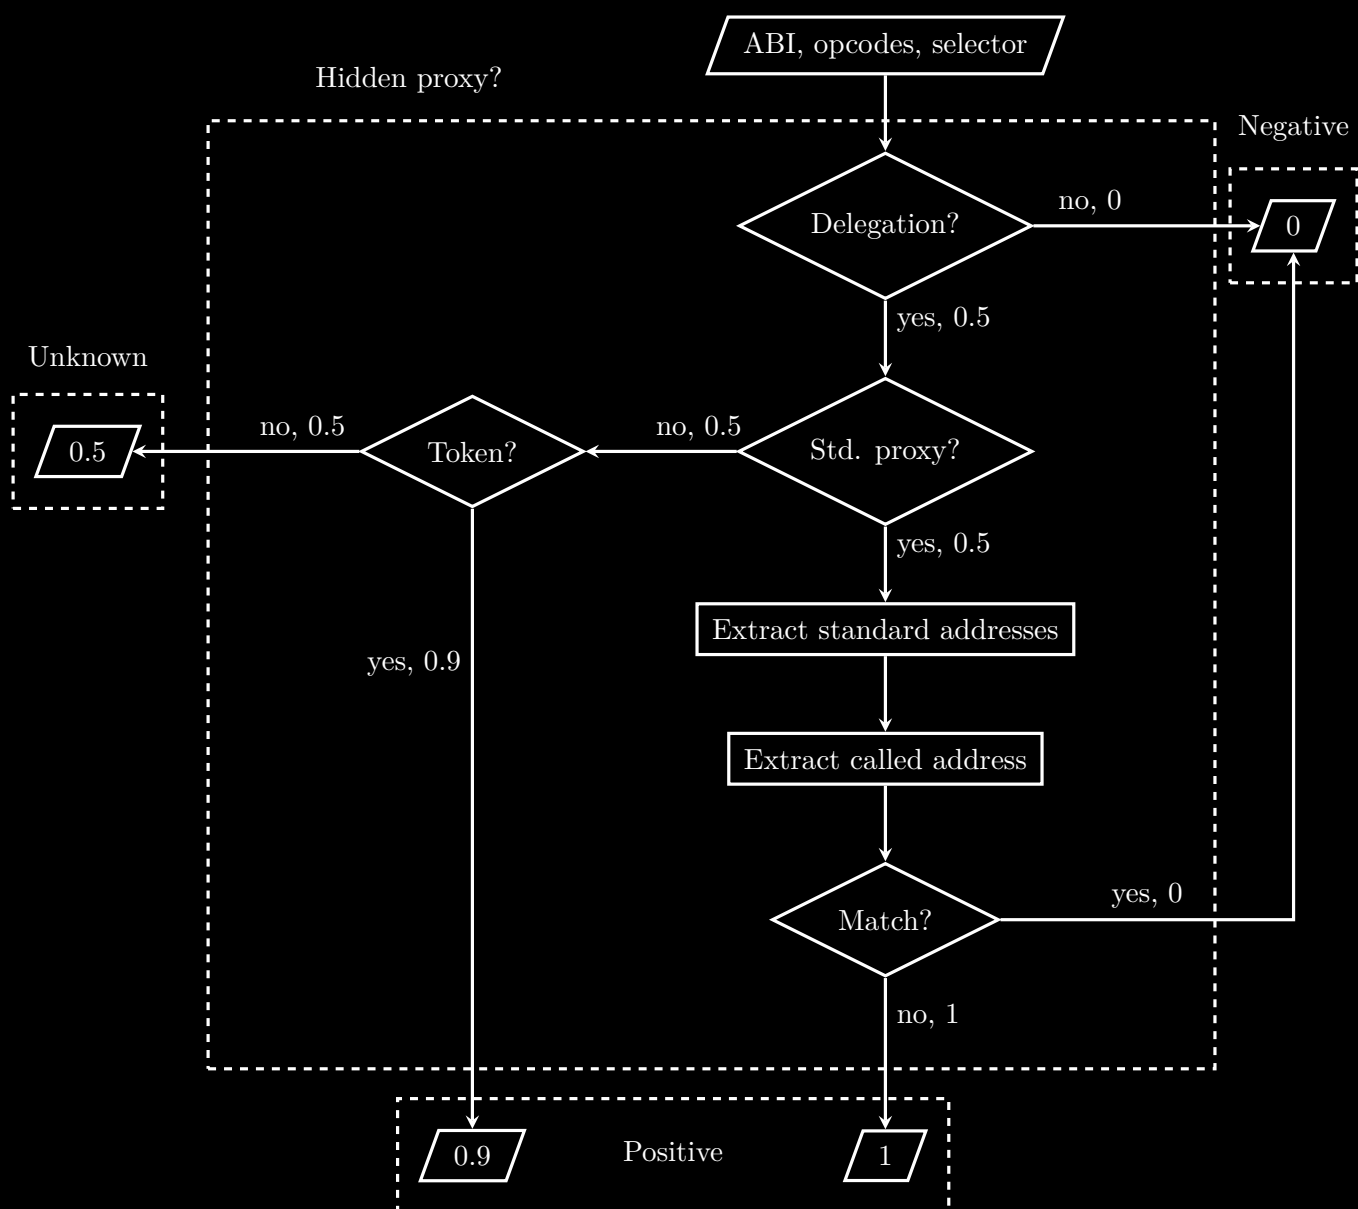 ABI, opcodes, selector
Hidden proxy?
Negative
no, 0
Delegation?
0
yes, 0.5
Unknown
no, 0.5
no, 0.5
0.5
Token?
Std. proxy?
yes, 0.5
Extract standard addresses
yes, 0.9
Extract called address
yes, 0
Match?
no, 1
0.9
Positive
1